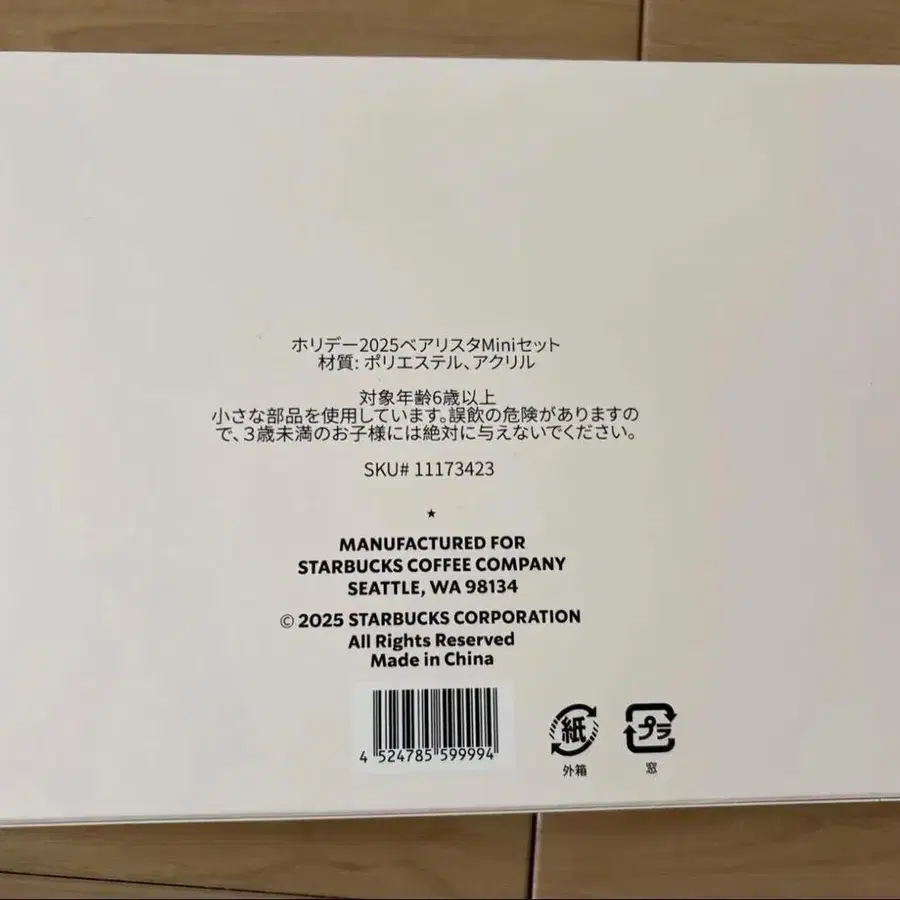 ホリデー2025ベアリスタMiniセット
材質: ポリエステル、アクリル
対象年齢6歳以上
小さな部品を使用しています。誤飲の危険がありますの
で、3歳未満のお子様には絶対に与えないでください。
SKU# 11173423
MANUFACTURED FOR
STARBUCKS COFFEE COMPANY
SEATTLE, WA 98134
© 2025 STARBUCKS CORPORATION
All Rights Reserved
Made in China
4 524785 599994
紙 プラ
外箱 窓